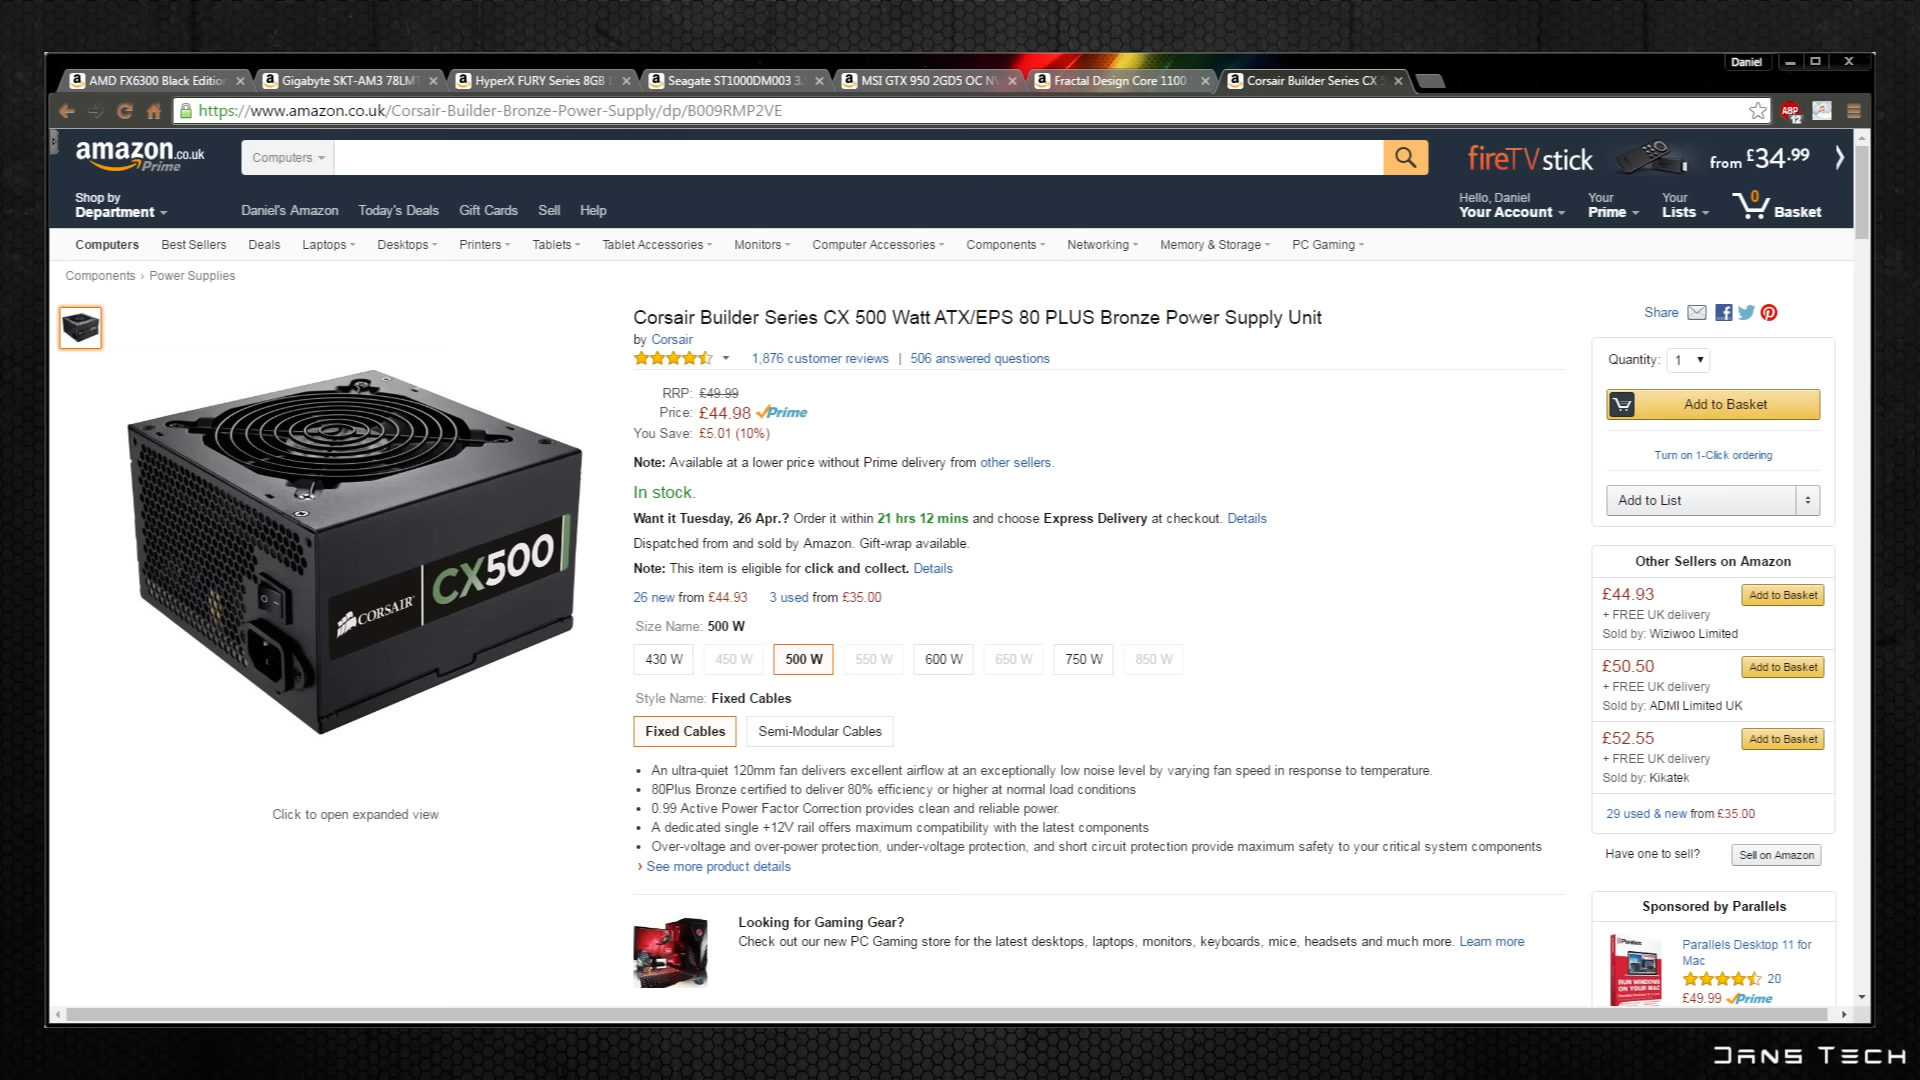 Daniel
AMD FX6300 Black Editio
Gigabyte SKT-AM3 78LMT
HyperX FURY Series 8GB
Seagate ST1000DM003 3.
MSI GTX 950 2GD5 OC N
Fractal Design Core 1100
Corsair Builder Series CX 5
https://www.amazon.co.uk/Corsair-Builder-Bronze-Power-Supply/dp/B009RMP2VE
ABP
12
amazon.co.uk
Prime
Computers
fireTVstick
from £34.99
Shop by
Department
Daniel's Amazon
Today's Deals
Gift Cards
Sell
Help
Hello, Daniel
Your Account
Your
Prime
Your
Lists
0
Basket
Computers
Best Sellers
Deals
Laptops
Desktops
Printers
Tablets
Tablet Accessories
Monitors
Computer Accessories
Components
Networking
Memory & Storage
PC Gaming
Components › Power Supplies
CORSAIR
CX500
Click to open expanded view
Corsair Builder Series CX 500 Watt ATX/EPS 80 PLUS Bronze Power Supply Unit
by Corsair
1,876 customer reviews | 506 answered questions
RRP: £49.99
Price: £44.98 Prime
You Save: £5.01 (10%)
Note: Available at a lower price without Prime delivery from other sellers.
In stock.
Want it Tuesday, 26 Apr.? Order it within 21 hrs 12 mins and choose Express Delivery at checkout. Details
Dispatched from and sold by Amazon. Gift-wrap available.
Note: This item is eligible for click and collect. Details
26 new from £44.93 3 used from £35.00
Size Name: 500 W
430 W
450 W
500 W
550 W
600 W
650 W
750 W
850 W
Style Name: Fixed Cables
Fixed Cables
Semi-Modular Cables
• An ultra-quiet 120mm fan delivers excellent airflow at an exceptionally low noise level by varying fan speed in response to temperature.
• 80Plus Bronze certified to deliver 80% efficiency or higher at normal load conditions
• 0.99 Active Power Factor Correction provides clean and reliable power.
• A dedicated single +12V rail offers maximum compatibility with the latest components
• Over-voltage and over-power protection, under-voltage protection, and short circuit protection provide maximum safety to your critical system components
› See more product details
Looking for Gaming Gear?
Check out our new PC Gaming store for the latest desktops, laptops, monitors, keyboards, mice, headsets and much more. Learn more
Share
Quantity: 1
Add to Basket
Turn on 1-Click ordering
Add to List
Other Sellers on Amazon
£44.93
Add to Basket
+ FREE UK delivery
Sold by: Wiziwoo Limited
£50.50
Add to Basket
+ FREE UK delivery
Sold by: ADMI Limited UK
£52.55
Add to Basket
+ FREE UK delivery
Sold by: Kikatek
29 used & new from £35.00
Have one to sell?
Sell on Amazon
Sponsored by Parallels
Parallels
RUN WINDOWS
ON YOUR MAC
Parallels Desktop 11 for
Mac
20
£49.99 Prime
DANS TECH